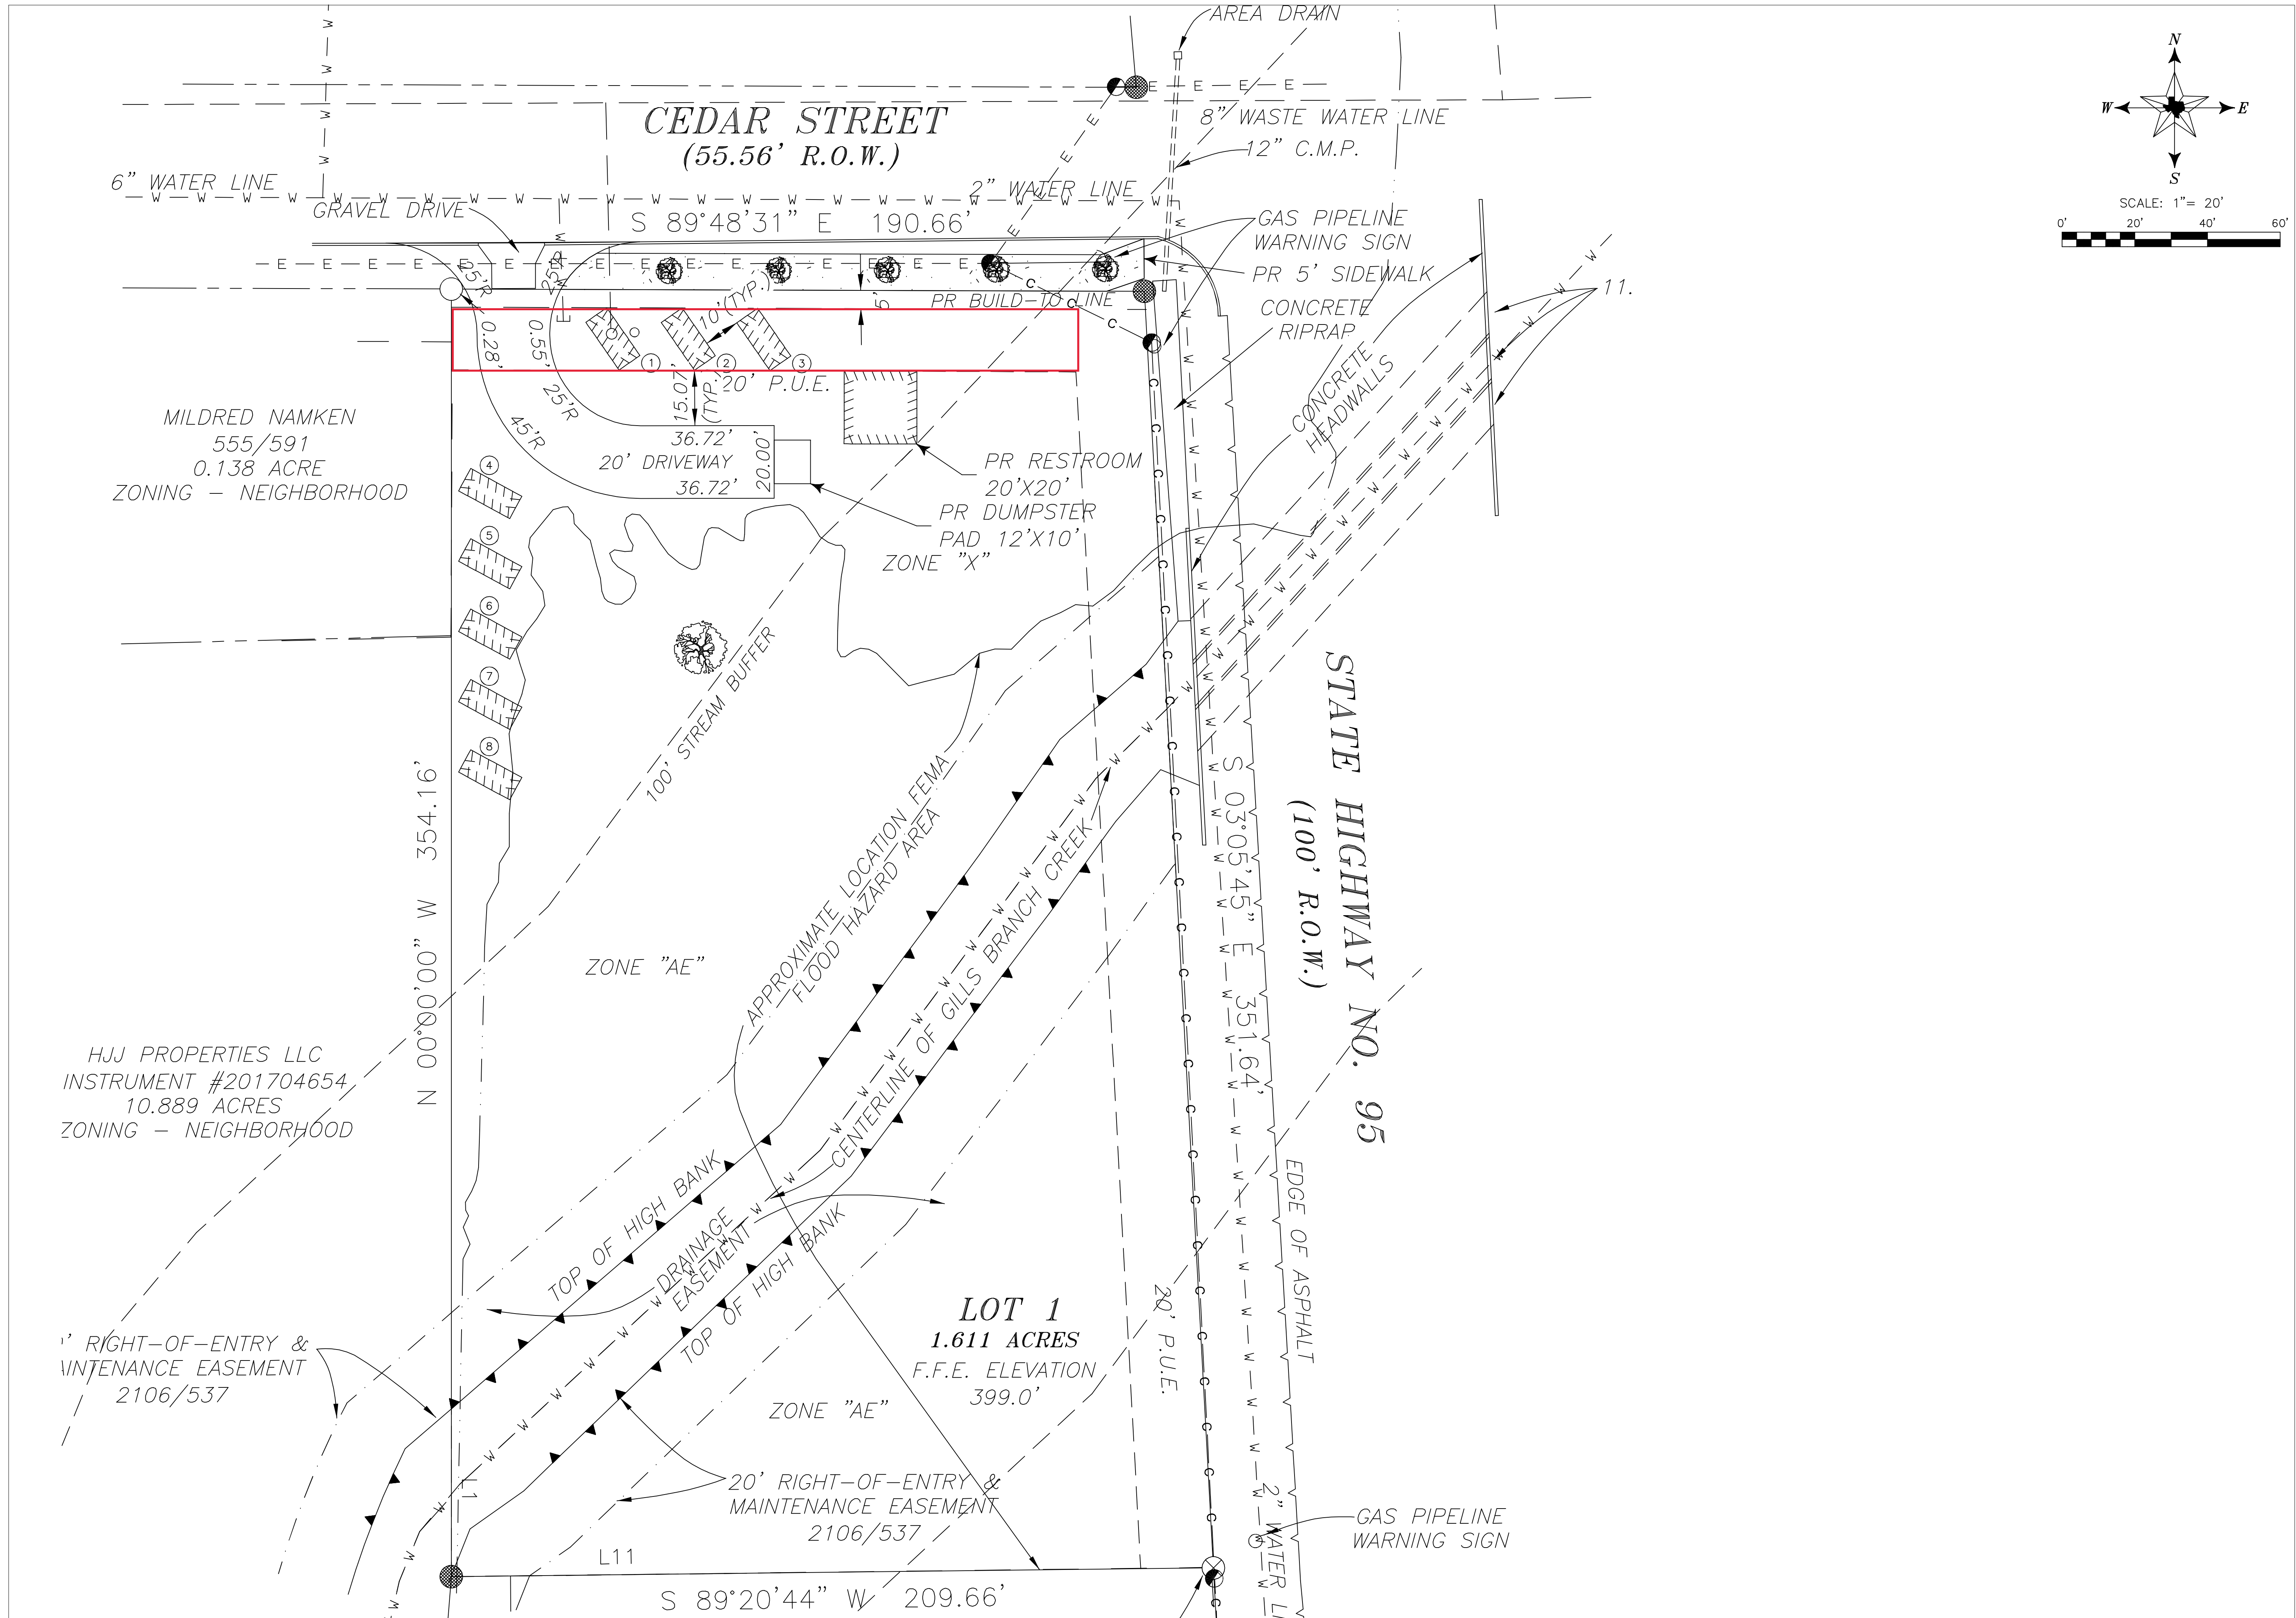 AREA DRAIN
N
W E
S
SCALE: 1"= 20'
0' 20' 40' 60'
E E E E
CEDAR STREET
(55.56' R.O.W.)
8" WASTE WATER LINE
12" C.M.P.
6" WATER LINE
2" WATER LINE
GRAVEL DRIVE
S 89°48'31" E 190.66'
GAS PIPELINE
WARNING SIGN
PR 5' SIDEWALK
25'R
25'R
10'(TYP.)
5'
PR BUILD-TO LINE
CONCRETE
RIPRAP
11.
0.28'
0.55'
1
2
3
20' P.U.E.
15.07'
(TYP.)
25'R
45'R
CONCRETE
HEADWALLS
MILDRED NAMKEN
555/591
0.138 ACRE
ZONING - NEIGHBORHOOD
36.72'
20' DRIVEWAY
36.72'
20.00'
PR RESTROOM
20'X20'
PR DUMPSTER
PAD 12'X10'
ZONE "X"
4
5
6
7
8
100' STREAM BUFFER
STATE HIGHWAY NO. 95
(100' R.O.W.)
S 03°05'45" E 351.64'
N 00°00'00" W 354.16'
APPROXIMATE LOCATION FEMA
FLOOD HAZARD AREA
ZONE "AE"
CENTERLINE OF GILLS BRANCH CREEK
HJJ PROPERTIES LLC
INSTRUMENT #201704654
10.889 ACRES
ZONING - NEIGHBORHOOD
TOP OF HIGH BANK
DRAINAGE
EASEMENT
TOP OF HIGH BANK
EDGE OF ASPHALT
LOT 1
1.611 ACRES
F.F.E. ELEVATION
399.0'
20' P.U.E.
' RIGHT-OF-ENTRY &
AINTENANCE EASEMENT
2106/537
ZONE "AE"
20' RIGHT-OF-ENTRY &
MAINTENANCE EASEMENT
2106/537
L1
L11
S 89°20'44" W 209.66'
2" WATER LI
GAS PIPELINE
WARNING SIGN